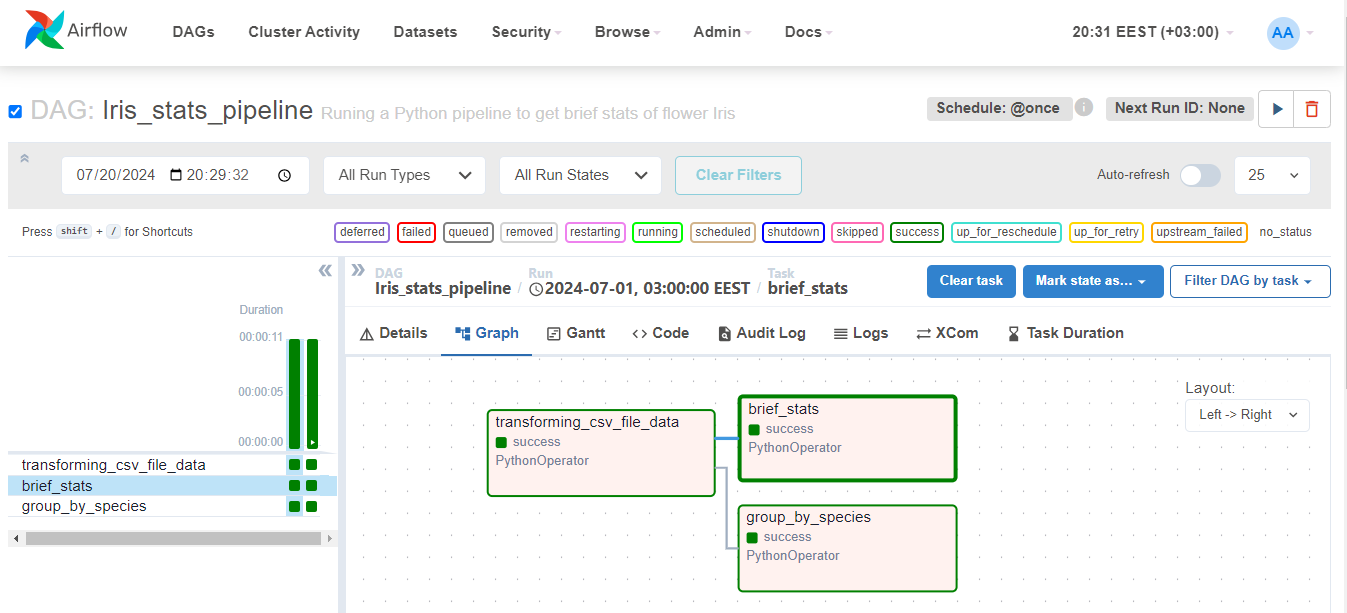 Airflow DAGs Cluster Activity Datasets Security Browse Admin Docs 20:31 EEST (+03:00) AA
DAG: Iris_stats_pipeline Runing a Python pipeline to get brief stats of flower Iris Schedule: @once i Next Run ID: None
07/20/2024 20:29:32 All Run Types All Run States Clear Filters Auto-refresh 25
Press shift + / for Shortcuts deferred failed queued removed restarting running scheduled shutdown skipped success up_for_reschedule up_for_retry upstream_failed no_status
DAG Run Task
Iris_stats_pipeline / 2024-07-01, 03:00:00 EEST / brief_stats Clear task Mark state as... Filter DAG by task
Duration
00:00:11
00:00:05
00:00:00
transforming_csv_file_data
brief_stats
group_by_species
Details Graph Gantt Code Audit Log Logs XCom Task Duration
Layout:
Left -> Right
transforming_csv_file_data
success
PythonOperator
brief_stats
success
PythonOperator
group_by_species
success
PythonOperator